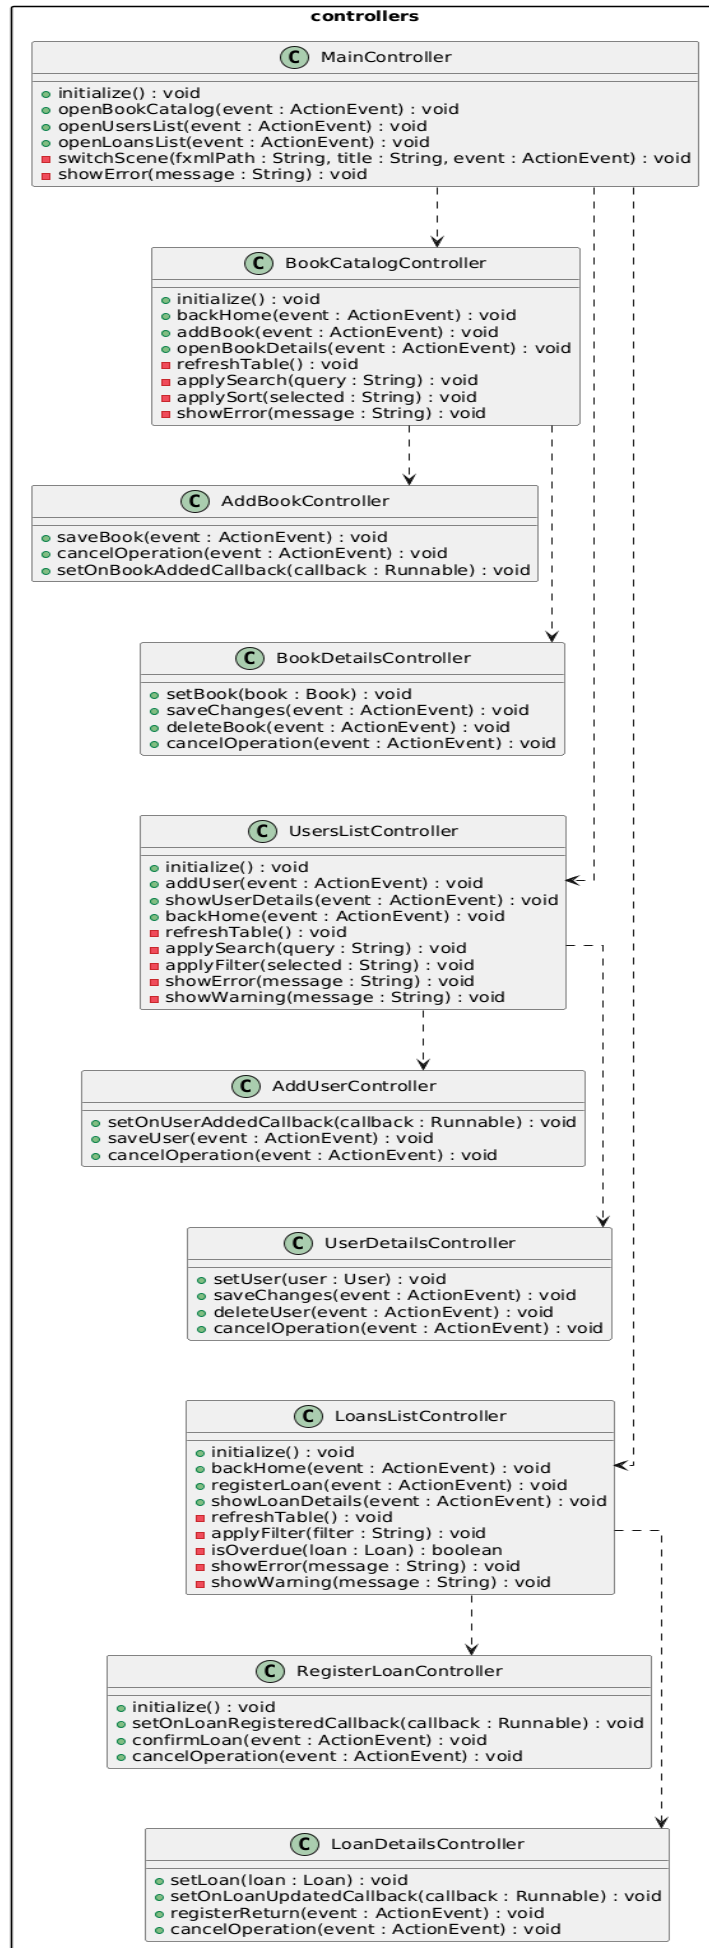 controllers
C MainController
initialize() : void
openBookCatalog(event : ActionEvent) : void
openUsersList(event : ActionEvent) : void
openLoansList(event : ActionEvent) : void
switchScene(fxmlPath : String, title : String, event : ActionEvent) : void
showError(message : String) : void
C BookCatalogController
initialize() : void
backHome(event : ActionEvent) : void
addBook(event : ActionEvent) : void
openBookDetails(event : ActionEvent) : void
refreshTable() : void
applySearch(query : String) : void
applySort(selected : String) : void
showError(message : String) : void
C AddBookController
saveBook(event : ActionEvent) : void
cancelOperation(event : ActionEvent) : void
setOnBookAddedCallback(callback : Runnable) : void
C BookDetailsController
setBook(book : Book) : void
saveChanges(event : ActionEvent) : void
deleteBook(event : ActionEvent) : void
cancelOperation(event : ActionEvent) : void
C UsersListController
initialize() : void
addUser(event : ActionEvent) : void
showUserDetails(event : ActionEvent) : void
backHome(event : ActionEvent) : void
refreshTable() : void
applySearch(query : String) : void
applyFilter(selected : String) : void
showError(message : String) : void
showWarning(message : String) : void
C AddUserController
setOnUserAddedCallback(callback : Runnable) : void
saveUser(event : ActionEvent) : void
cancelOperation(event : ActionEvent) : void
C UserDetailsController
setUser(user : User) : void
saveChanges(event : ActionEvent) : void
deleteUser(event : ActionEvent) : void
cancelOperation(event : ActionEvent) : void
C LoansListController
initialize() : void
backHome(event : ActionEvent) : void
registerLoan(event : ActionEvent) : void
showLoanDetails(event : ActionEvent) : void
refreshTable() : void
applyFilter(filter : String) : void
isOverdue(loan : Loan) : boolean
showError(message : String) : void
showWarning(message : String) : void
C RegisterLoanController
initialize() : void
setOnLoanRegisteredCallback(callback : Runnable) : void
confirmLoan(event : ActionEvent) : void
cancelOperation(event : ActionEvent) : void
C LoanDetailsController
setLoan(loan : Loan) : void
setOnLoanUpdatedCallback(callback : Runnable) : void
registerReturn(event : ActionEvent) : void
cancelOperation(event : ActionEvent) : void